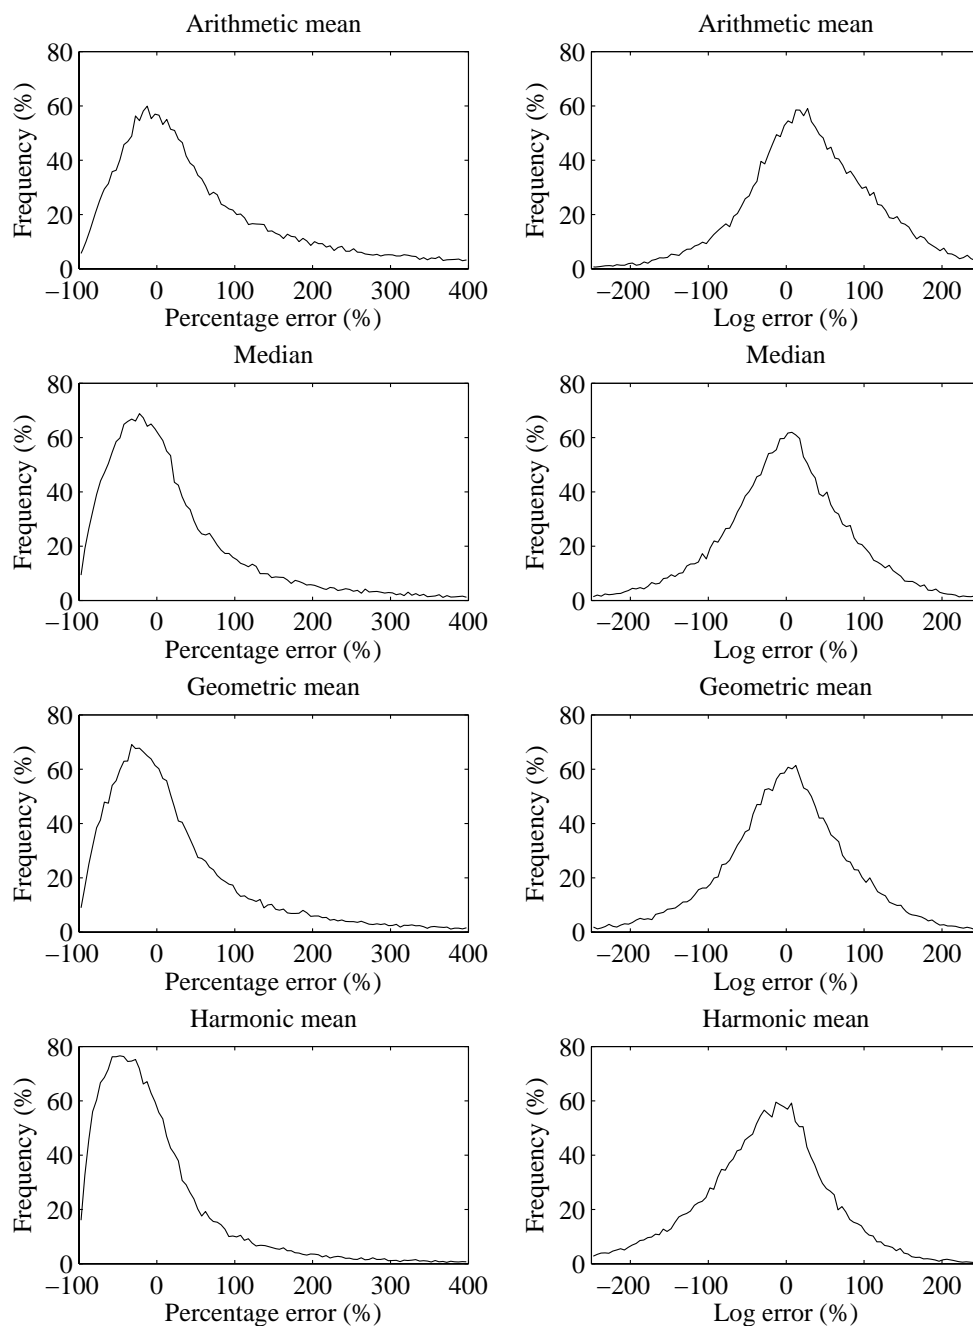 Arithmetic mean
80
60
40
20
0
Frequency (%)
−100 0 100 200 300 400
Percentage error (%)
Arithmetic mean
80
60
40
20
0
Frequency (%)
−200 −100 0 100 200
Log error (%)
Median
80
60
40
20
0
Frequency (%)
−100 0 100 200 300 400
Percentage error (%)
Median
80
60
40
20
0
Frequency (%)
−200 −100 0 100 200
Log error (%)
Geometric mean
80
60
40
20
0
Frequency (%)
−100 0 100 200 300 400
Percentage error (%)
Geometric mean
80
60
40
20
0
Frequency (%)
−200 −100 0 100 200
Log error (%)
Harmonic mean
80
60
40
20
0
Frequency (%)
−100 0 100 200 300 400
Percentage error (%)
Harmonic mean
80
60
40
20
0
Frequency (%)
−200 −100 0 100 200
Log error (%)